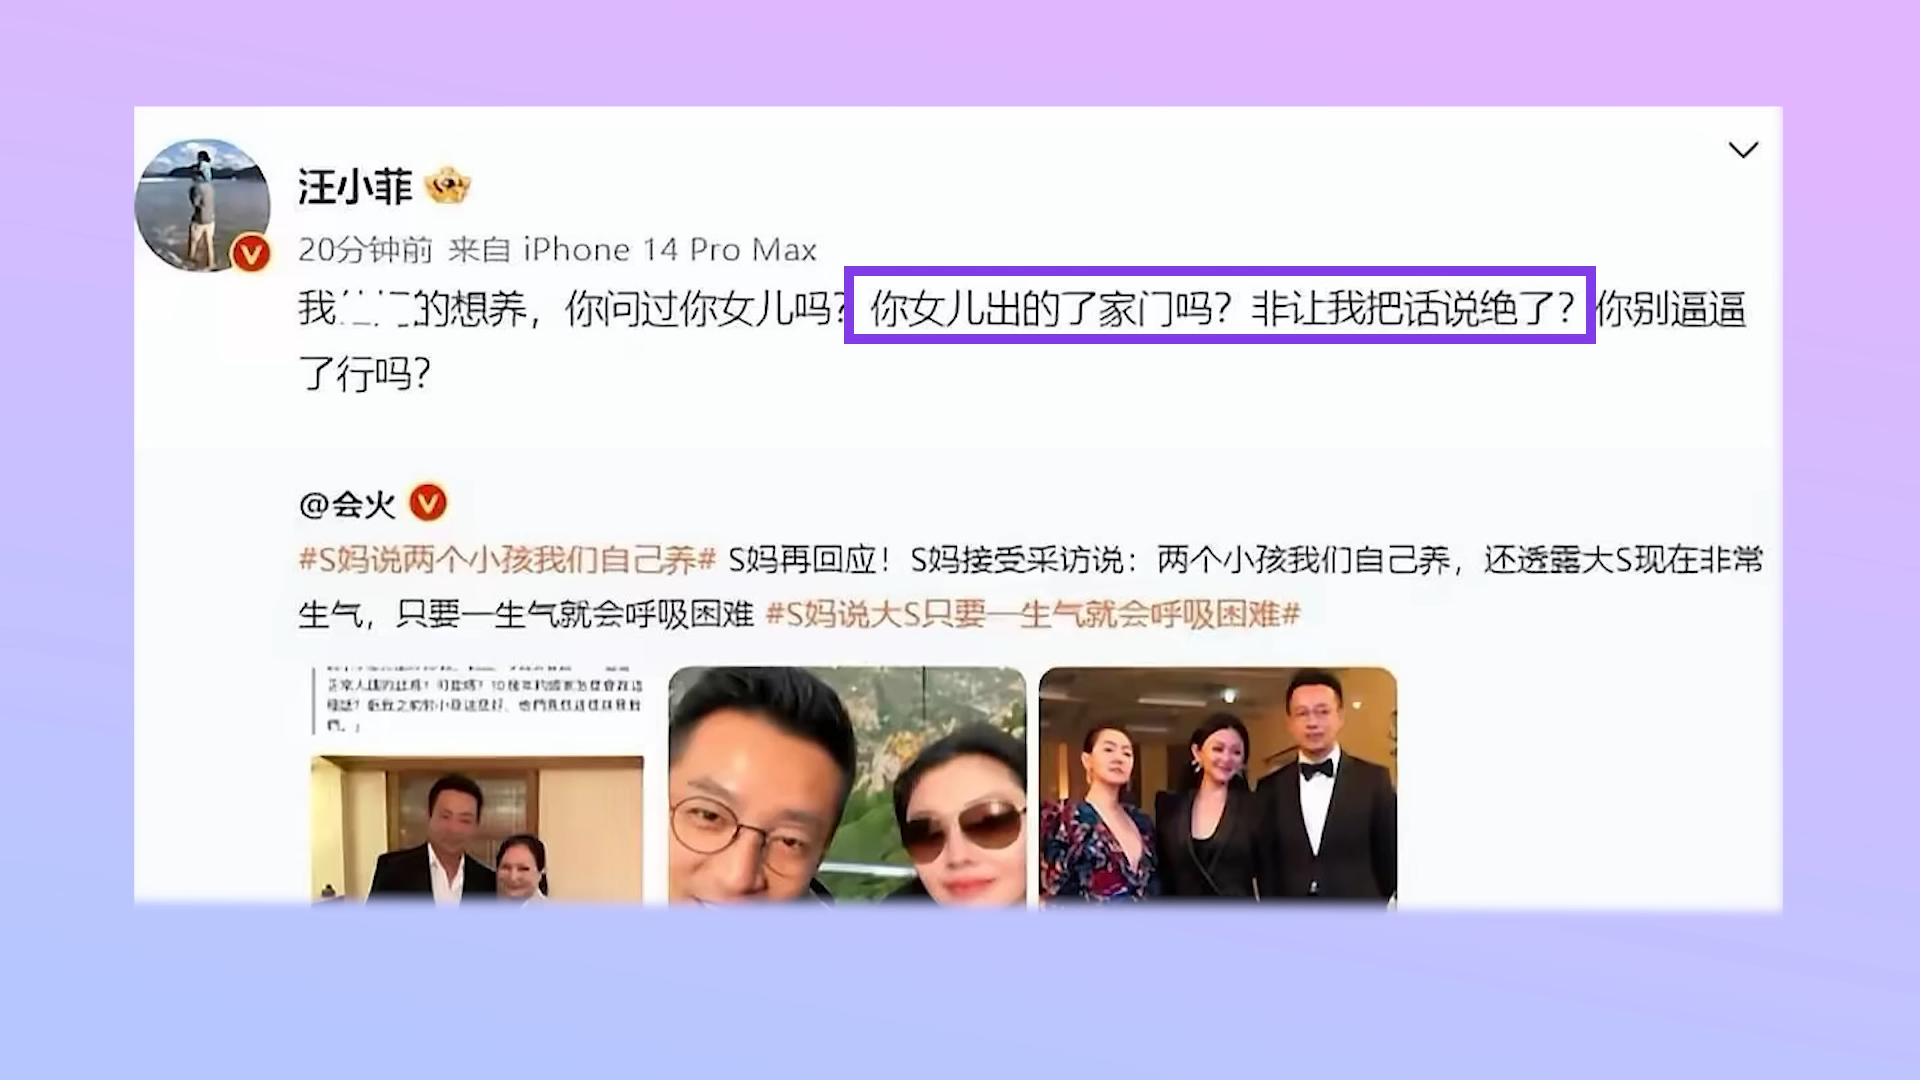 汪小菲
20分钟前 来自 iPhone 14 Pro Max
我 的想养，你问过你女儿吗？你女儿出的了家门吗？非让我把话说绝了？你别逼逼
了行吗？
@会火
#S妈说两个小孩我们自己养# S妈再回应！S妈接受采访说：两个小孩我们自己养，还透露大S现在非常
生气，只要一生气就会呼吸困难 #S妈说大S只要一生气就会呼吸困难#